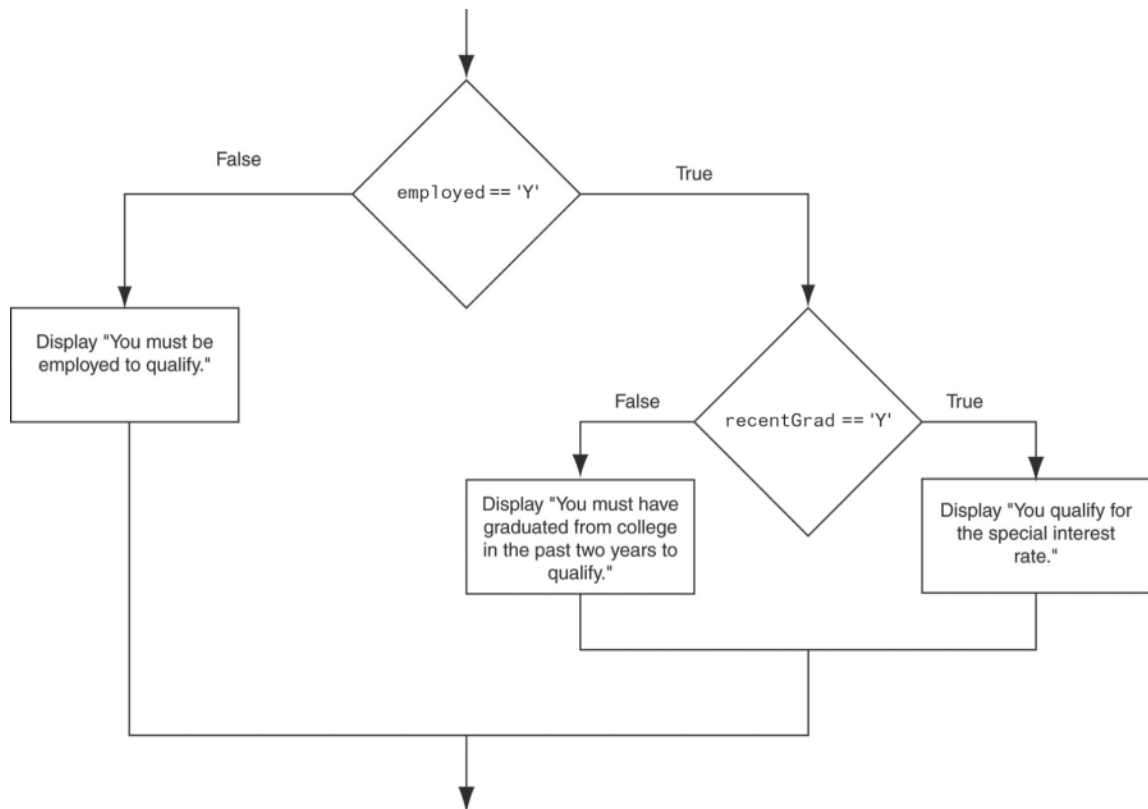 False
True
employed == 'Y'
Display "You must be
employed to qualify."
False
True
recentGrad == 'Y'
Display "You must have
graduated from college
in the past two years to
qualify."
Display "You qualify for
the special interest
rate."